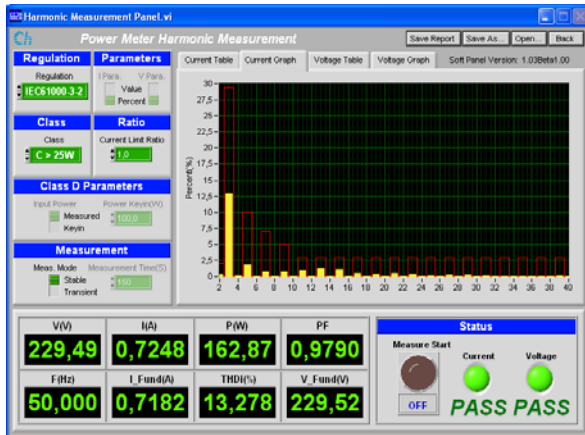 Harmonic Measurement Panel.vi
Ch Power Meter Harmonic Measurement Save Report Save As... Open... Back
Regulation Parameters Current Table Current Graph Voltage Table Voltage Graph Soft Panel Version: 1.03Beta1.00
Regulation I Para. V Para.
IEC61000-3-2 Value
Percent
Class Ratio
Class Current Limit Ratio
C > 25W 1,0
Class D Parameters
Input Power Power Keyin(W)
Measured 100,0
Keyin
Measurement
Meas. Mode Measurement Time(S)
Stable 150
Transient
Percent(%)
30
27,5
25
22,5
20
17,5
15
12,5
10
7,5
5
2,5
0
2 4 6 8 10 12 14 16 18 20 22 24 26 28 30 32 34 36 38 40
V(V) I(A) P(W) PF
229,49 0,7248 162,87 0,9790
F(Hz) I_Fund(A) THDI(%) V_Fund(V)
50,000 0,7182 13,278 229,52
Status
Measure Start Current Voltage
OFF PASS PASS